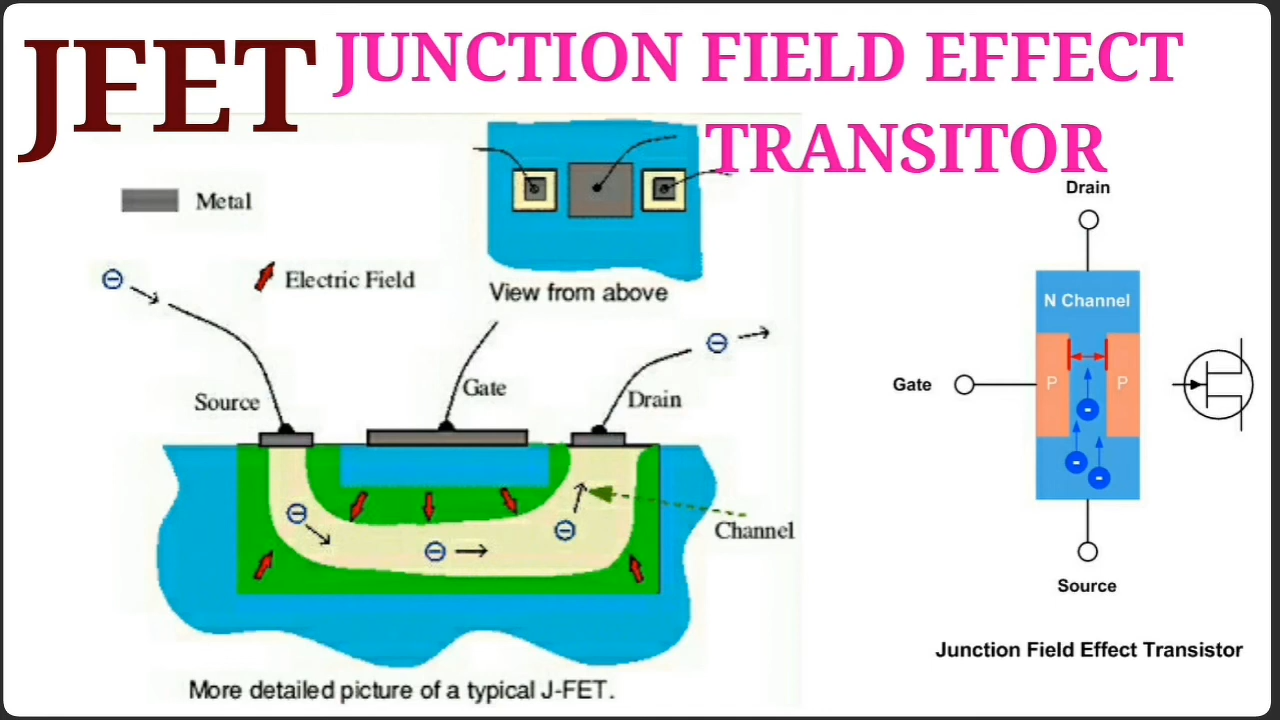 JFET
JUNCTION FIELD EFFECT
TRANSITOR
Metal
Electric Field
View from above
Source
Gate
Drain
Channel
More detailed picture of a typical J-FET.
Drain
N Channel
Gate
P
P
Source
Junction Field Effect Transistor